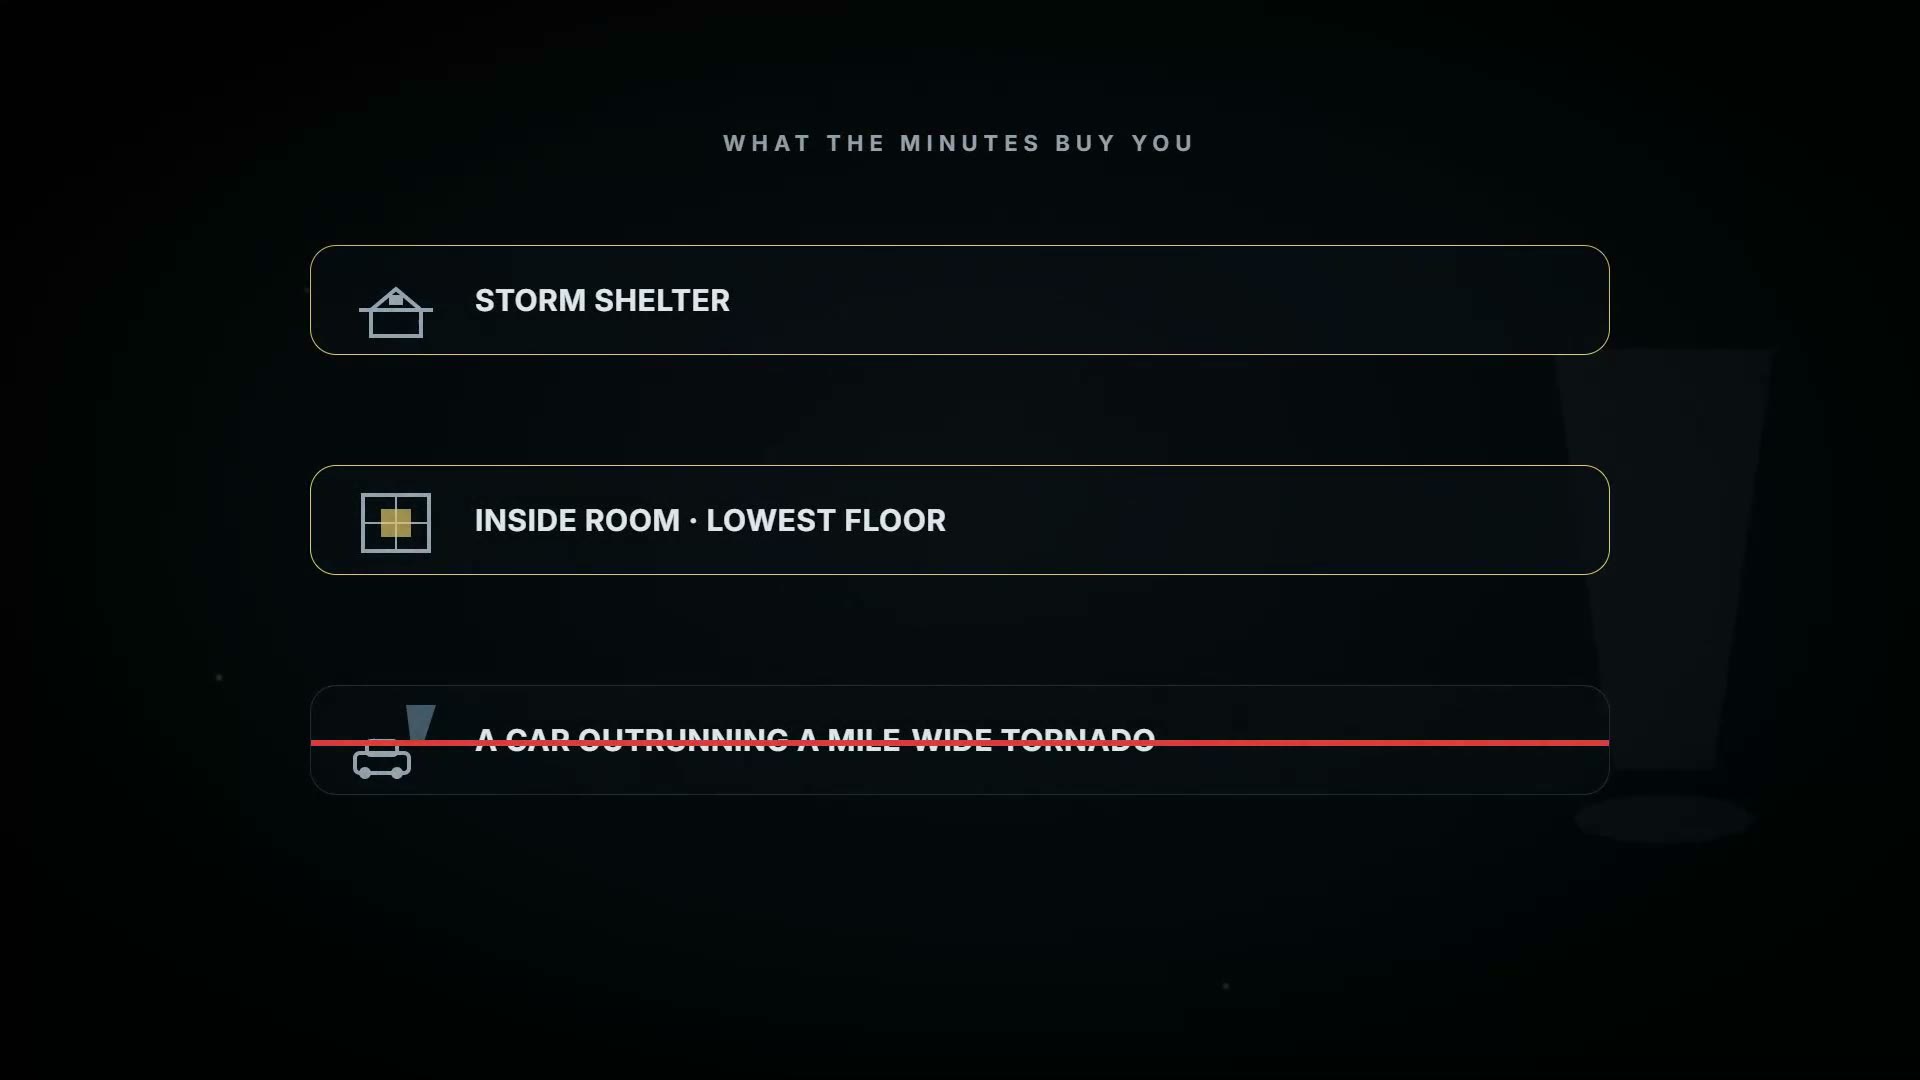 WHAT THE MINUTES BUY YOU
STORM SHELTER
INSIDE ROOM · LOWEST FLOOR
A CAR OUTRUNNING A MILE-WIDE TORNADO